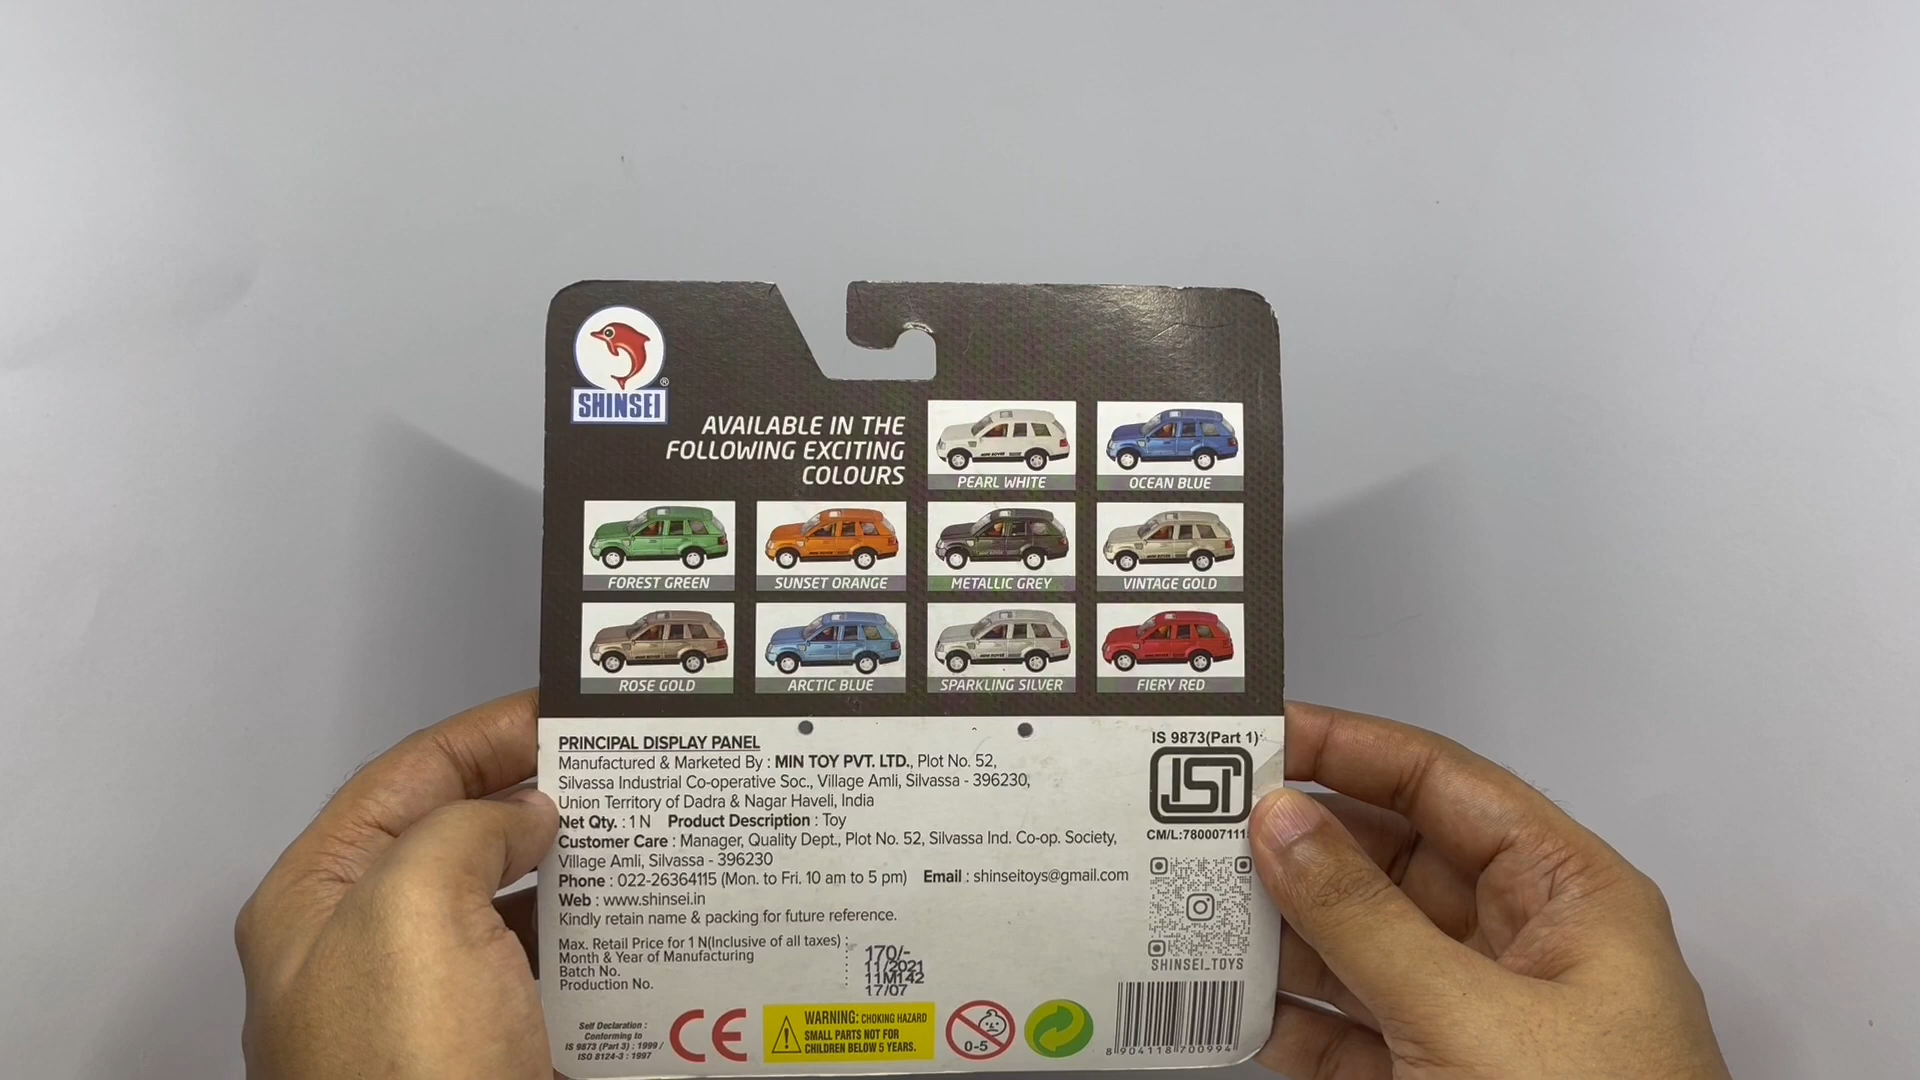 SHINSEI
®
AVAILABLE IN THE
FOLLOWING EXCITING
COLOURS
PEARL WHITE
OCEAN BLUE
FOREST GREEN
SUNSET ORANGE
METALLIC GREY
VINTAGE GOLD
ROSE GOLD
ARCTIC BLUE
SPARKLING SILVER
FIERY RED
PRINCIPAL DISPLAY PANEL
Manufactured & Marketed By : MIN TOY PVT. LTD., Plot No. 52,
Silvassa Industrial Co-operative Soc., Village Amli, Silvassa - 396230,
Union Territory of Dadra & Nagar Haveli, India
Net Qty. : 1 N Product Description : Toy
Customer Care : Manager, Quality Dept., Plot No. 52, Silvassa Ind. Co-op. Society,
Village Amli, Silvassa - 396230
Phone : 022-26364115 (Mon. to Fri. 10 am to 5 pm) Email : shinseitoys@gmail.com
Web : www.shinsei.in
Kindly retain name & packing for future reference.
Max. Retail Price for 1 N(Inclusive of all taxes) : 170/-
Month & Year of Manufacturing : 11/2021
Batch No. : 11M142
Production No. : 17/07
IS 9873(Part 1):
ISI
CM/L:780007111
SHINSEI_TOYS
Self Declaration :
Conforming to
IS 9873 (Part 3) : 1999 /
ISO 8124-3 : 1997
CE
WARNING: CHOKING HAZARD
SMALL PARTS NOT FOR
CHILDREN BELOW 5 YEARS.
0-5
8 904118 700994